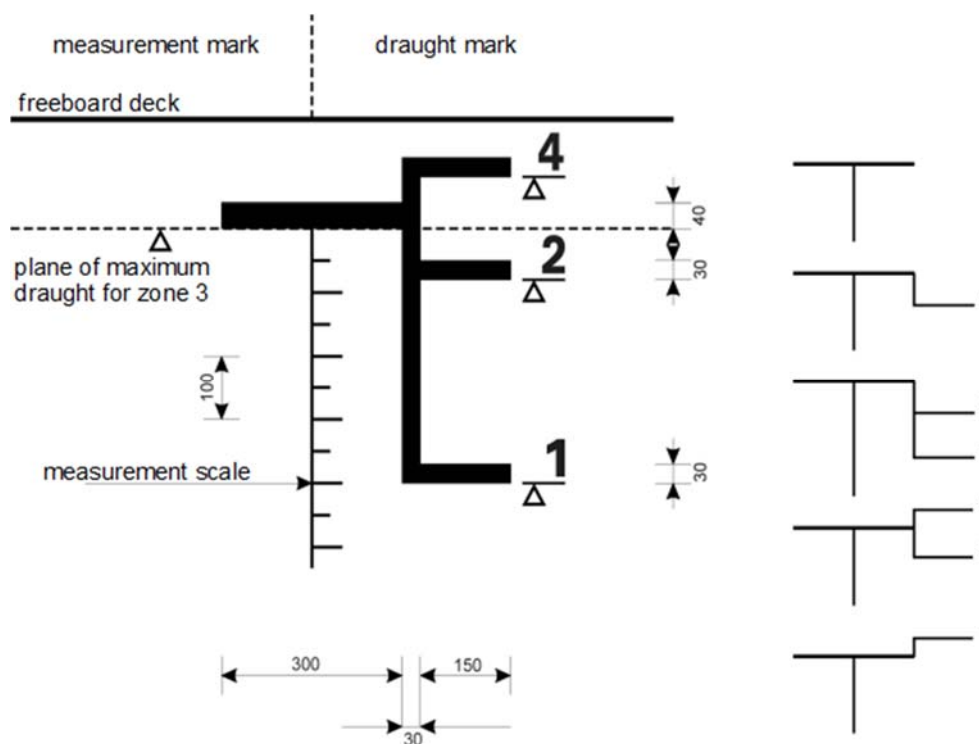 measurement mark
draught mark
freeboard deck
4
40
plane of maximum
draught for zone 3
2
30
100
measurement scale
1
30
300
150
30